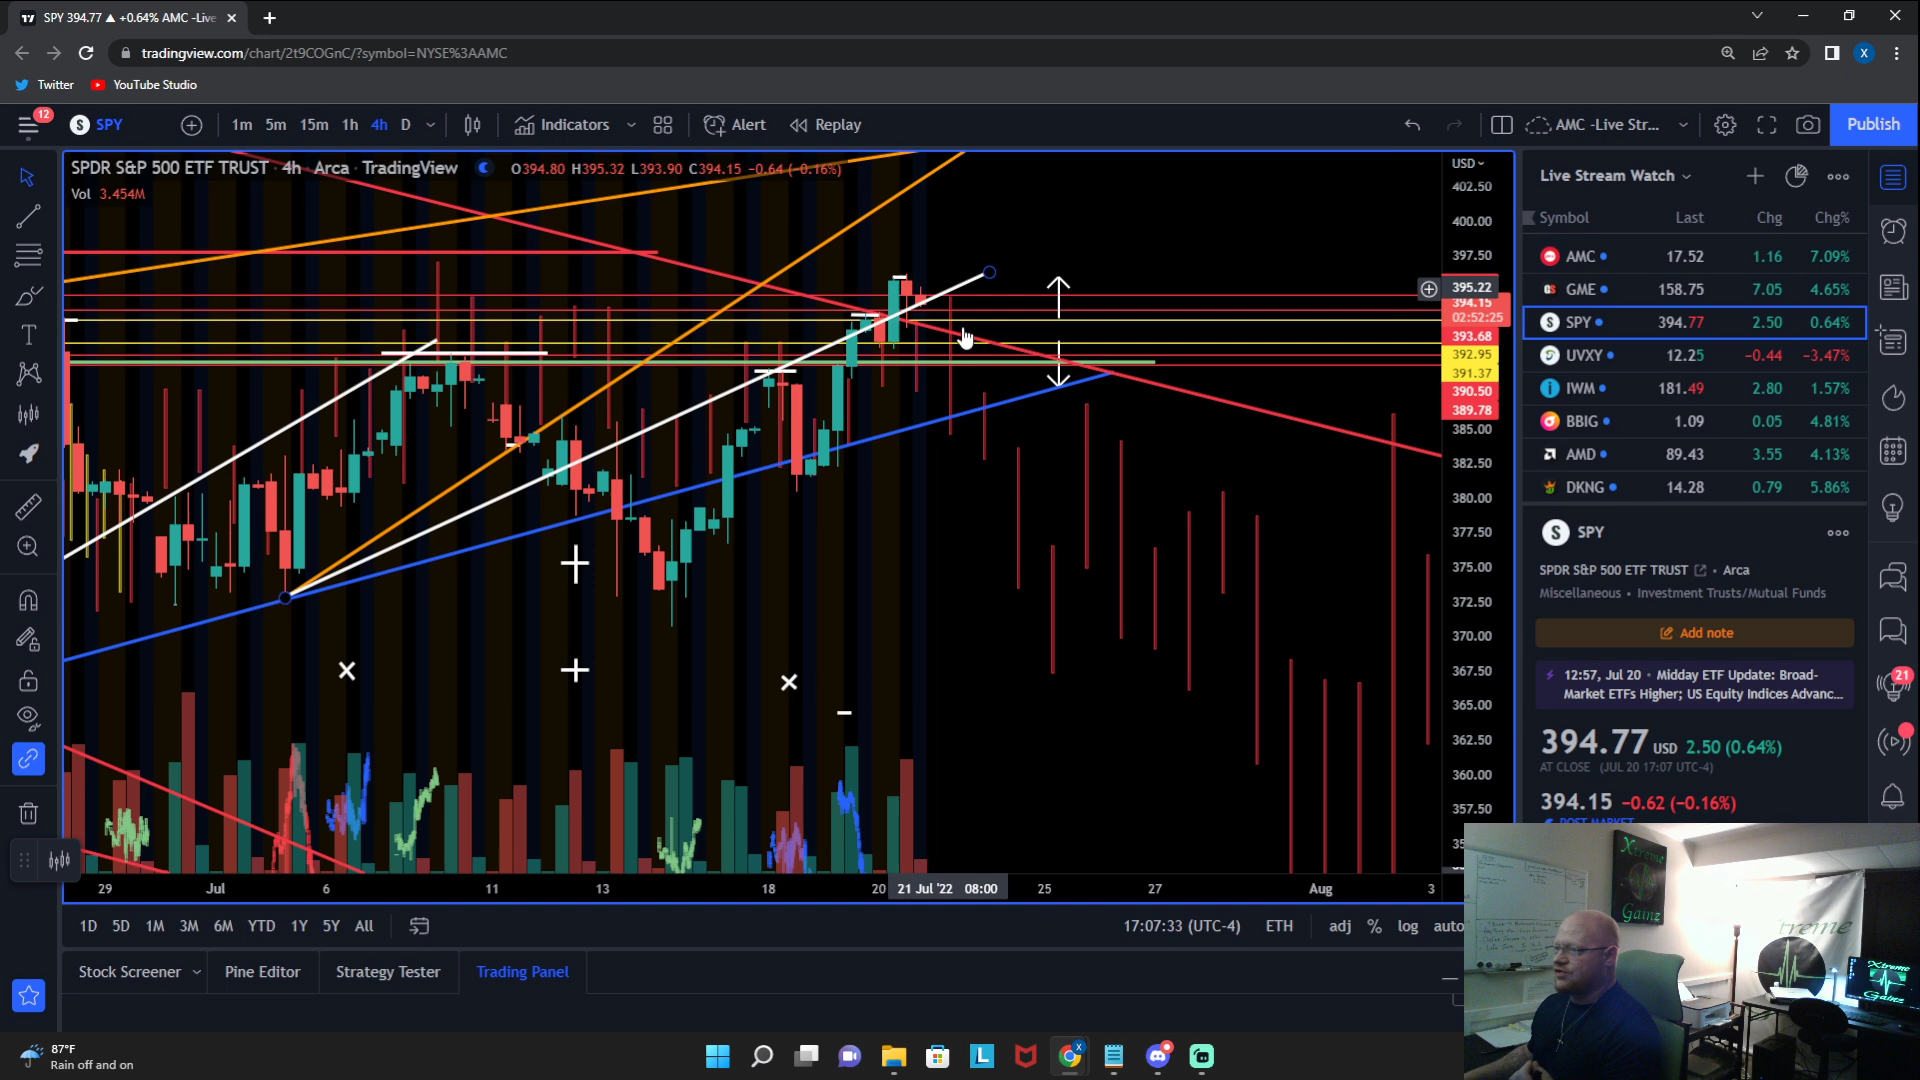 SPY 394.77 ▲ +0.64% AMC -Live
tradingview.com/chart/2t9COGnC/?symbol=NYSE%3AAMC
X
Twitter YouTube Studio
12 SPY 1m 5m 15m 1h 4h D Indicators Alert Replay AMC -Live Str... Publish
SPDR S&P 500 ETF TRUST · 4h · Arca · TradingView O394.80 H395.32 L393.90 C394.15 −0.64 (−0.16%)
Vol 3.454M
USD
402.50
400.00
397.50
395.22
394.15
02:52:25
393.68
392.95
391.37
390.50
389.78
385.00
382.50
380.00
377.50
375.00
372.50
370.00
367.50
365.00
362.50
360.00
357.50
29 Jul 6 11 13 18 20 21 Jul '22 08:00 25 27 Aug 3
1D 5D 1M 3M 6M YTD 1Y 5Y All 17:07:33 (UTC-4) ETH adj % log auto
Stock Screener Pine Editor Strategy Tester Trading Panel
Live Stream Watch
Symbol Last Chg Chg%
AMC 17.52 1.16 7.09%
GME 158.75 7.05 4.65%
SPY 394.77 2.50 0.64%
UVXY 12.25 −0.44 −3.47%
IWM 181.49 2.80 1.57%
BBIG 1.09 0.05 4.81%
AMD 89.43 3.55 4.13%
DKNG 14.28 0.79 5.86%
SPY
SPDR S&P 500 ETF TRUST • Arca
Miscellaneous • Investment Trusts/Mutual Funds
Add note
12:57, Jul 20 • Midday ETF Update: Broad-
Market ETFs Higher; US Equity Indices Advanc...
21
394.77 USD 2.50 (0.64%)
AT CLOSE (JUL 20 17:07 UTC-4)
394.15 −0.62 (−0.16%)
POST MARKET
Xtreme
Gainz
treme
Xtreme
Gainz
87°F
Rain off and on